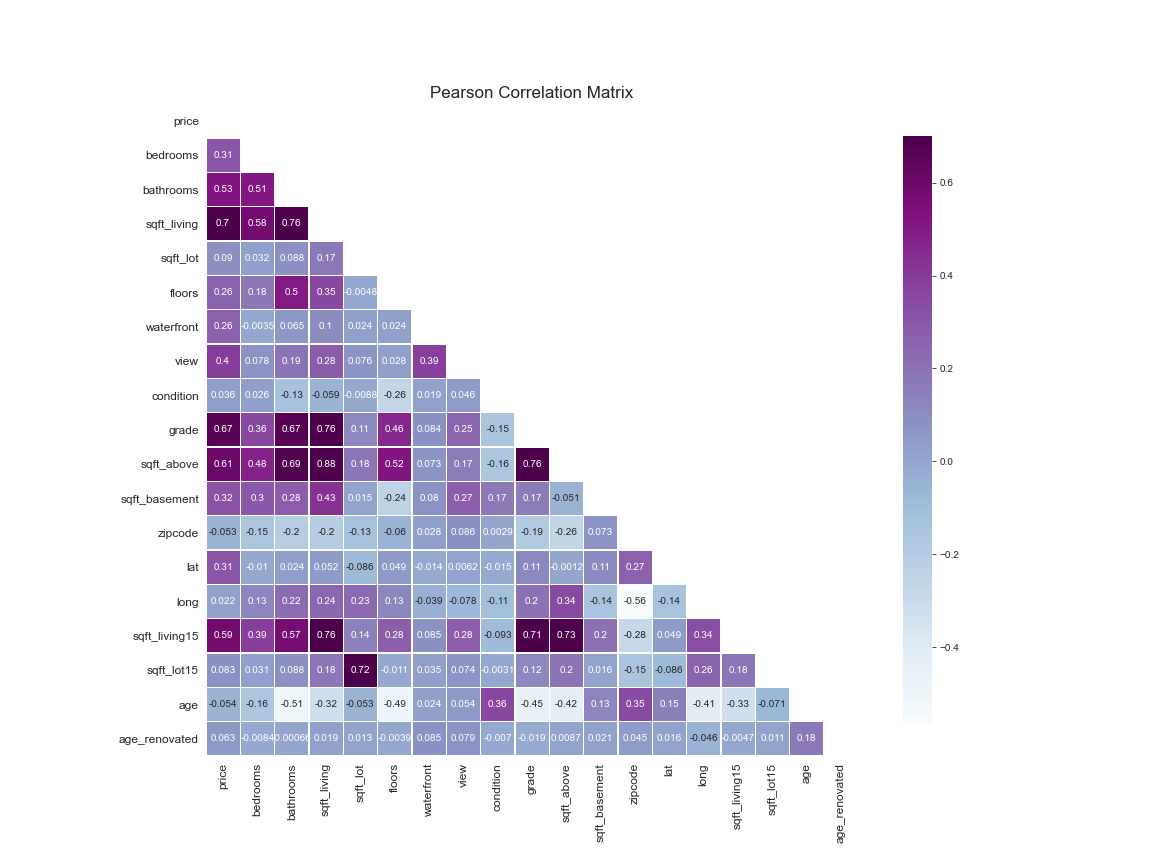 Pearson Correlation Matrix
price
bedrooms 0.31
bathrooms 0.53 0.51
sqft_living 0.7 0.58 0.76
sqft_lot 0.09 0.032 0.088 0.17
floors 0.26 0.18 0.5 0.35 -0.0048
waterfront 0.26 -0.0035 0.065 0.1 0.024 0.024
view 0.4 0.078 0.19 0.28 0.076 0.028 0.39
condition 0.036 0.026 -0.13 -0.059 -0.0088 -0.26 0.019 0.046
grade 0.67 0.36 0.67 0.76 0.11 0.46 0.084 0.25 -0.15
sqft_above 0.61 0.48 0.69 0.88 0.18 0.52 0.073 0.17 -0.16 0.76
sqft_basement 0.32 0.3 0.28 0.43 0.015 -0.24 0.08 0.27 0.17 0.17 -0.051
zipcode -0.053 -0.15 -0.2 -0.2 -0.13 -0.06 0.028 0.086 0.0029 -0.19 -0.26 0.073
lat 0.31 -0.01 0.024 0.052 -0.086 0.049 -0.014 0.0062 -0.015 0.11 -0.0012 0.11 0.27
long 0.022 0.13 0.22 0.24 0.23 0.13 -0.039 -0.078 -0.11 0.2 0.34 -0.14 -0.56 -0.14
sqft_living15 0.59 0.39 0.57 0.76 0.14 0.28 0.085 0.28 -0.093 0.71 0.73 0.2 -0.28 0.049 0.34
sqft_lot15 0.083 0.031 0.088 0.18 0.72 -0.011 0.035 0.074 -0.0031 0.12 0.2 0.016 -0.15 -0.086 0.26 0.18
age -0.054 -0.16 -0.51 -0.32 -0.053 -0.49 0.024 0.054 0.36 -0.45 -0.42 0.13 0.35 0.15 -0.41 -0.33 -0.071
age_renovated 0.063 -0.0084 0.00066 0.019 0.013 -0.0039 0.085 0.079 -0.007 -0.019 0.0087 0.021 0.045 0.016 -0.046 -0.0047 0.011 0.18
price bedrooms bathrooms sqft_living sqft_lot floors waterfront view condition grade sqft_above sqft_basement zipcode lat long sqft_living15 sqft_lot15 age age_renovated
0.6
0.4
0.2
0.0
−0.2
−0.4